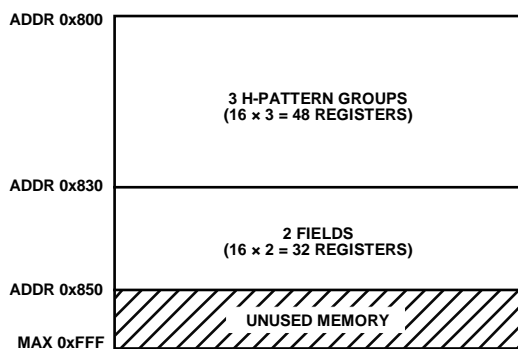 ADDR 0x800
3 H-PATTERN GROUPS
(16 × 3 = 48 REGISTERS)
ADDR 0x830
2 FIELDS
(16 × 2 = 32 REGISTERS)
ADDR 0x850
UNUSED MEMORY
MAX 0xFFF